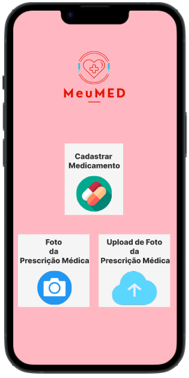 MeuMED
Cadastrar
Medicamento
Foto
da
Prescrição Médica
Upload de Foto
da
Prescrição Médica